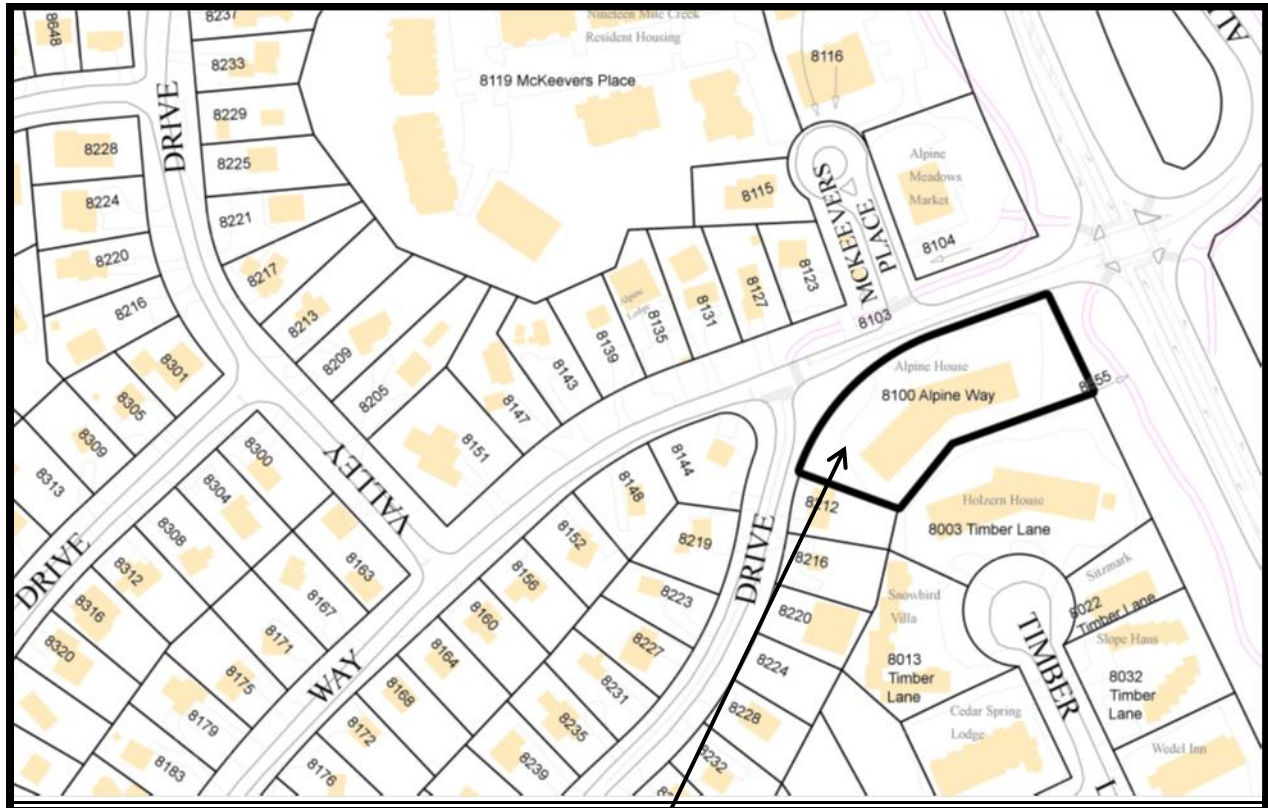 8648
8237
8233
8229
8225
8221
8217
8213
8209
8205
DRIVE
8228
8224
8220
8216
8301
8305
8309
8313
Nineteen Mile Creek
Resident Housing
8119 McKeevers Place
8116
8115
MCKEEVERS
PLACE
Alpine
Meadows
Market
8104
8103
8123
8127
8131
Alpine
Lodge
8135
8139
8143
8147
8151
Alpine House
8100 Alpine Way
8355
VALLEY
DRIVE
8300
8304
8308
8312
8316
8320
8163
8167
8171
8175
8179
8183
WAY
8144
8148
8152
8156
8160
8164
8168
8172
8176
8219
8223
8227
8231
8235
8239
DRIVE
8212
8216
8220
8224
8228
8232
Holzern House
8003 Timber Lane
Snowbird
Villa
8013
Timber
Lane
Sitzmark
8022
Timber Lane
Slope Haus
8032
Timber
Lane
TIMBER
Cedar Spring
Lodge
Wedel Inn